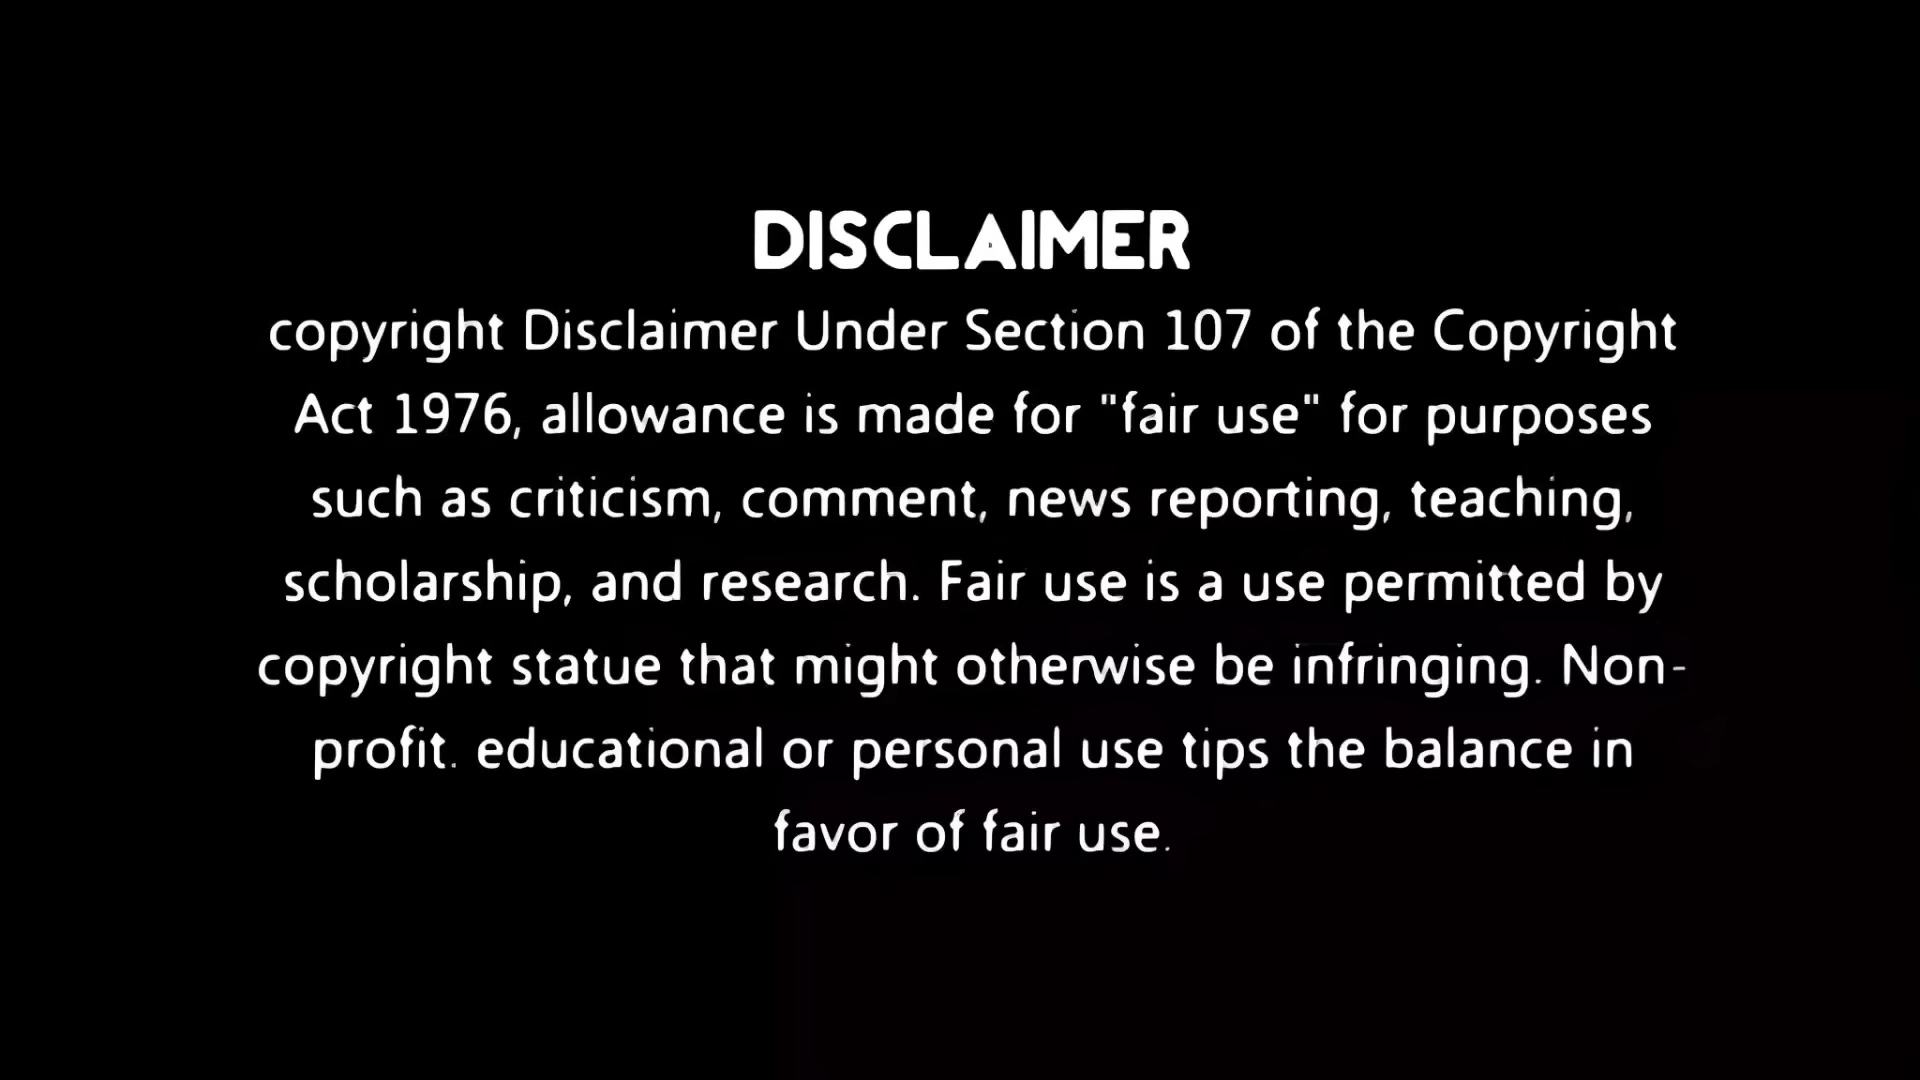 DISCLAIMER
copyright Disclaimer Under Section 107 of the Copyright
Act 1976, allowance is made for "fair use" for purposes
such as criticism, comment, news reporting, teaching,
scholarship, and research. Fair use is a use permitted by
copyright statue that might otherwise be infringing. Non-
profit. educational or personal use tips the balance in
favor of fair use.